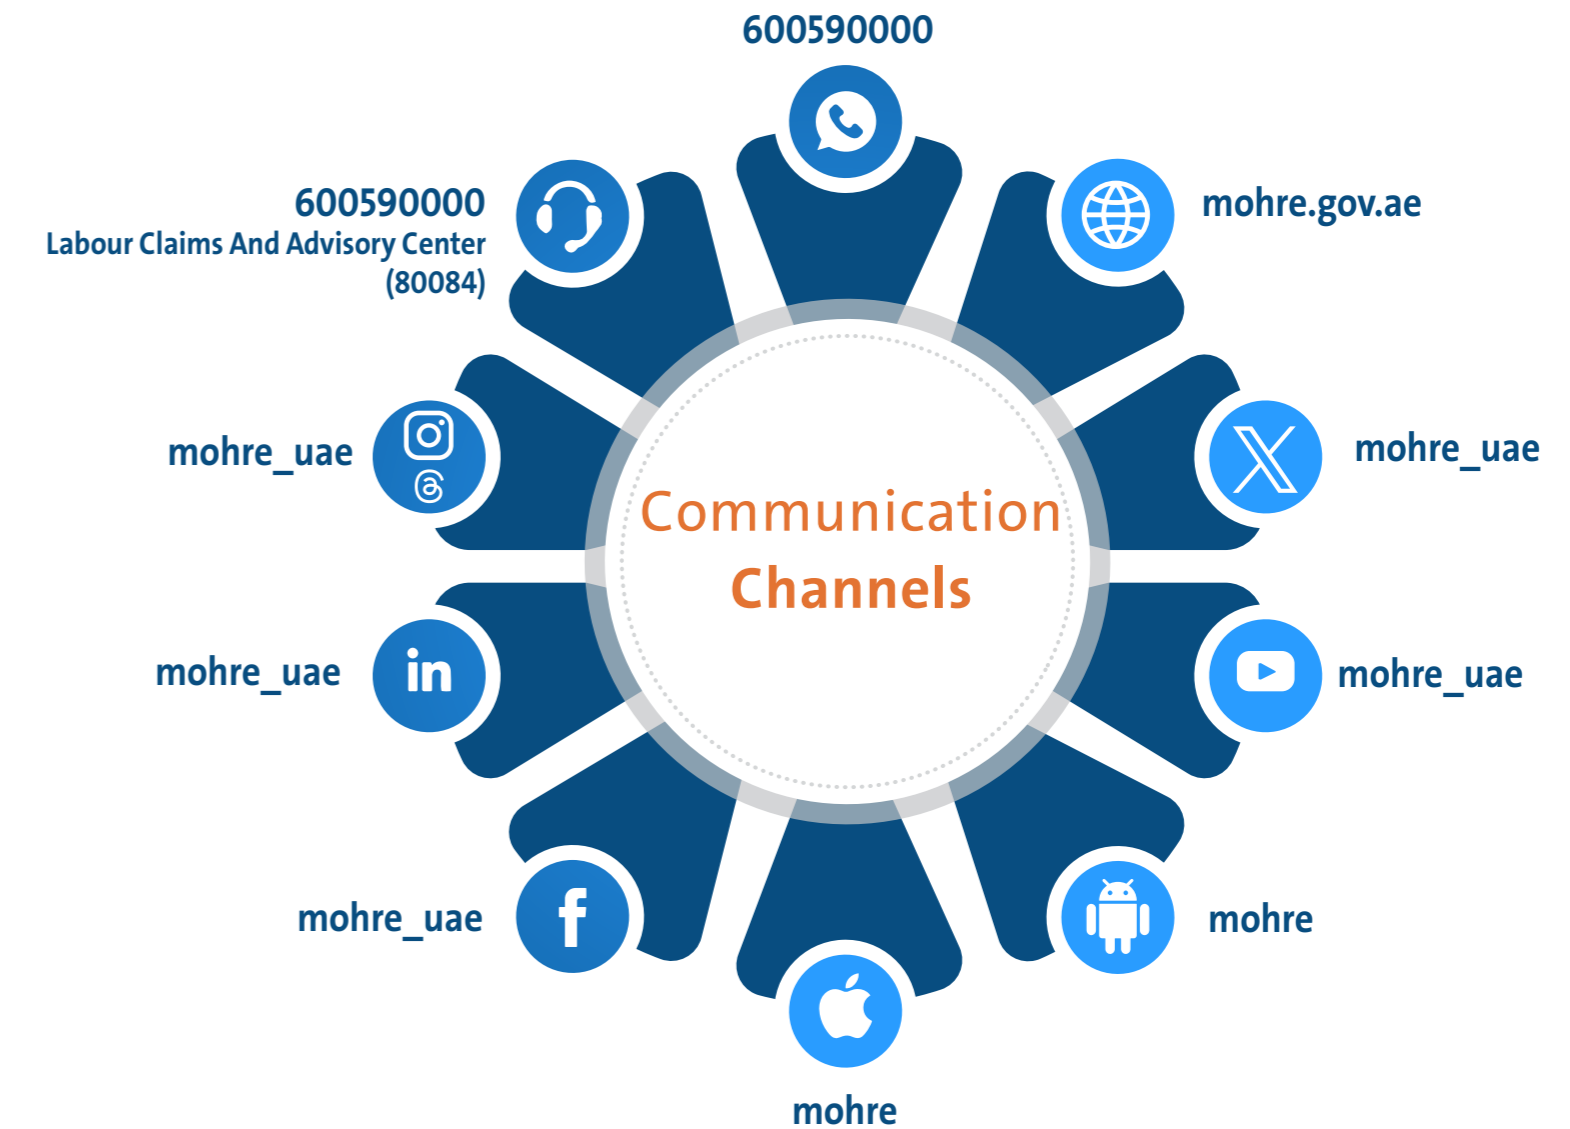 600590000
600590000
Labour Claims And Advisory Center
(80084)
mohre.gov.ae
mohre_uae
mohre_uae
Communication
Channels
in
mohre_uae
mohre_uae
f
mohre_uae
mohre
mohre